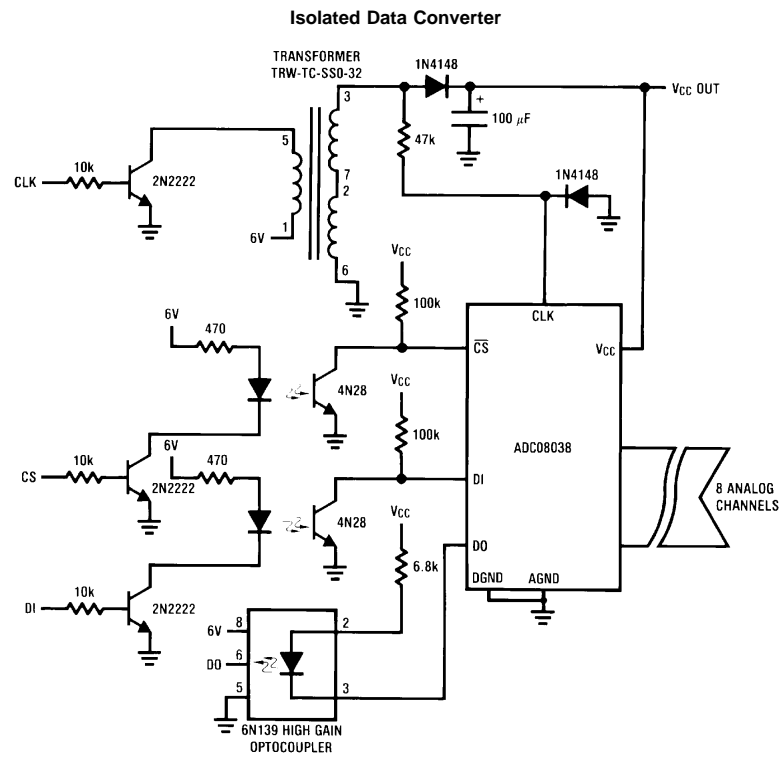 Isolated Data Converter
TRANSFORMER
TRW-TC-SS0-32
1N4148
3
VCC OUT
+
100 µF
5
47k
10k
1N4148
CLK
2N2222
7
2
1
6V
6
VCC
100k
CLK
6V
470
CS
VCC
4N28
VCC
100k
ADC08038
10k
6V
470
CS
2N2222
DI
8 ANALOG
CHANNELS
4N28
VCC
DO
6.8k
10k
DGND
AGND
DI
2N2222
8
2
6V
6
DO
5
3
6N139 HIGH GAIN
OPTOCOUPLER